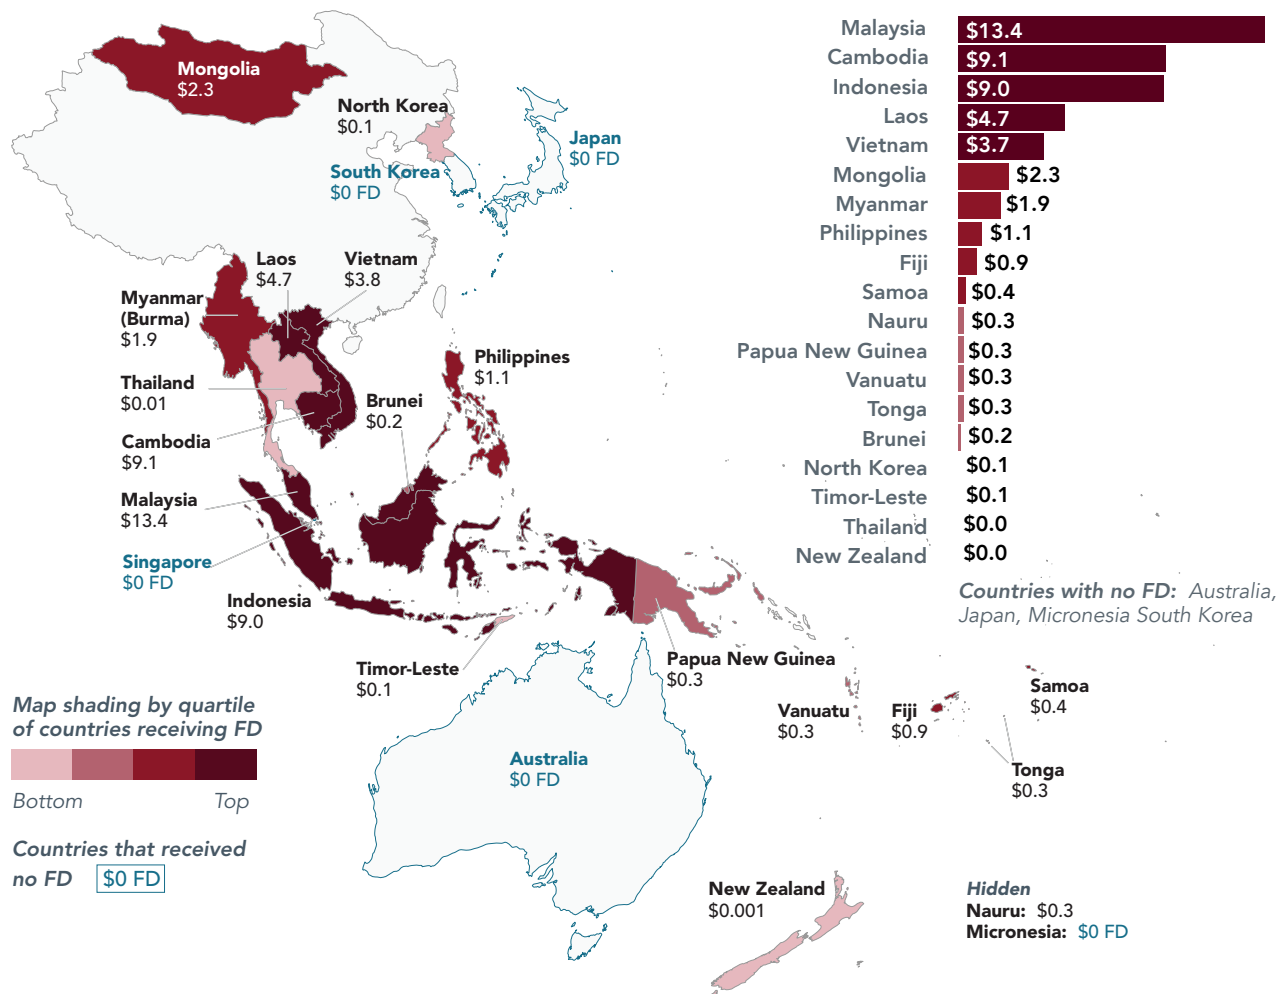 Mongolia
$2.3
North Korea
$0.1
Japan
$0 FD
South Korea
$0 FD
Laos
$4.7
Vietnam
$3.8
Myanmar
(Burma)
$1.9
Philippines
$1.1
Thailand
$0.01
Brunei
$0.2
Cambodia
$9.1
Malaysia
$13.4
Singapore
$0 FD
Indonesia
$9.0
Timor-Leste
$0.1
Papua New Guinea
$0.3
Vanuatu
$0.3
Fiji
$0.9
Samoa
$0.4
Tonga
$0.3
Australia
$0 FD
New Zealand
$0.001
Map shading by quartile
of countries receiving FD
Bottom Top
Countries that received
no FD $0 FD
Malaysia $13.4
Cambodia $9.1
Indonesia $9.0
Laos $4.7
Vietnam $3.7
Mongolia $2.3
Myanmar $1.9
Philippines $1.1
Fiji $0.9
Samoa $0.4
Nauru $0.3
Papua New Guinea $0.3
Vanuatu $0.3
Tonga $0.3
Brunei $0.2
North Korea $0.1
Timor-Leste $0.1
Thailand $0.0
New Zealand $0.0
Countries with no FD: Australia,
Japan, Micronesia South Korea
Hidden
Nauru: $0.3
Micronesia: $0 FD